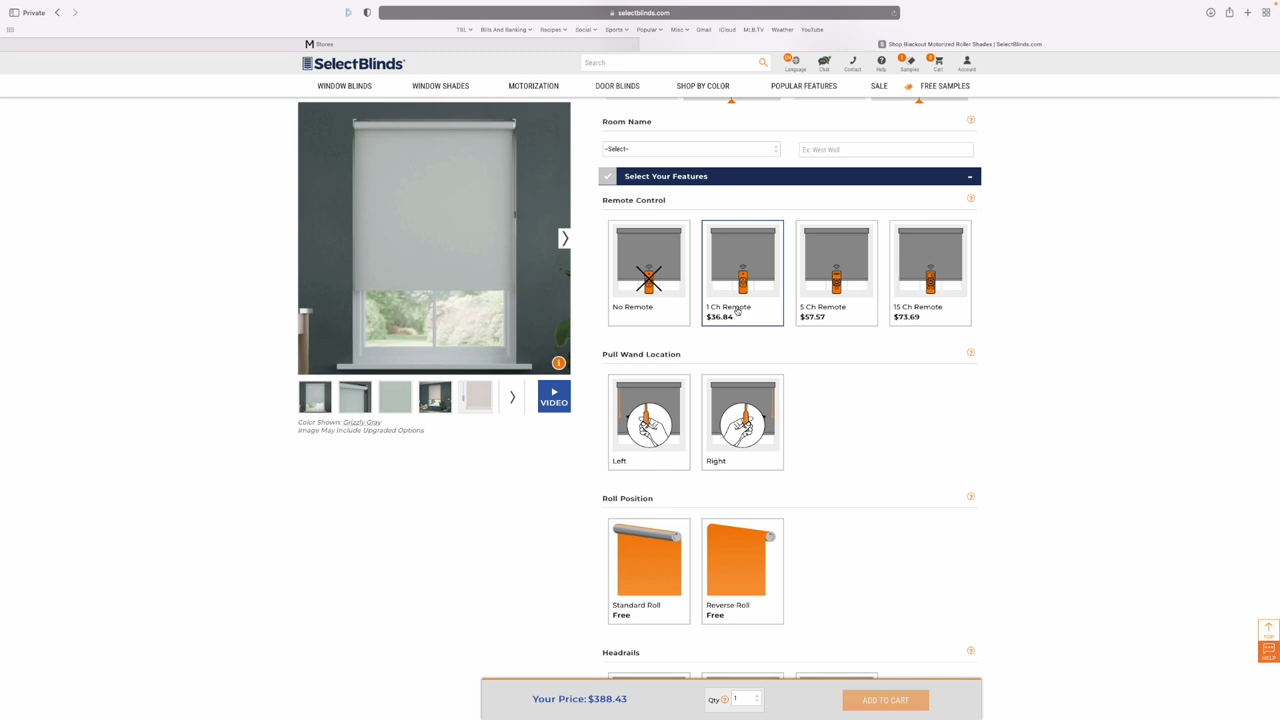 Private
selectblinds.com
TBL
Bills And Banking
Recipes
Social
Sports
Popular
Misc
Gmail
iCloud
MLB.TV
Weather
YouTube
M Stores
S Shop Blackout Motorized Roller Shades | SelectBlinds.com
SelectBlinds
Search
Language
Chat
Contact
Help
Samples
Cart
Account
WINDOW BLINDS
WINDOW SHADES
MOTORIZATION
DOOR BLINDS
SHOP BY COLOR
POPULAR FEATURES
SALE
FREE SAMPLES
VIDEO
Color Shown: Grizzly Gray
Image May Include Upgraded Options
Room Name
--Select--
Ex: West Wall
Select Your Features
Remote Control
No Remote
1 Ch Remote
$36.84
5 Ch Remote
$57.57
15 Ch Remote
$73.69
Pull Wand Location
Left
Right
Roll Position
Standard Roll
Free
Reverse Roll
Free
Headrails
Your Price: $388.43
Qty
1
ADD TO CART
TOP
HELP